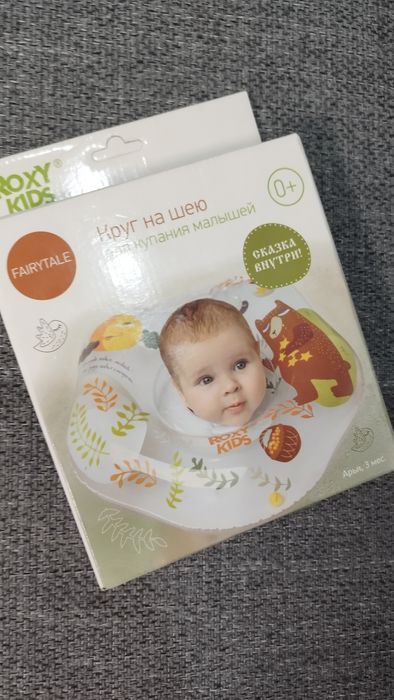 ROXY®
KIDS
0+
Круг на шею
для купания малышей
FAIRYTALE
СКАЗКА
ВНУТРИ!
ROXY
KIDS
Арья, 3 мес.